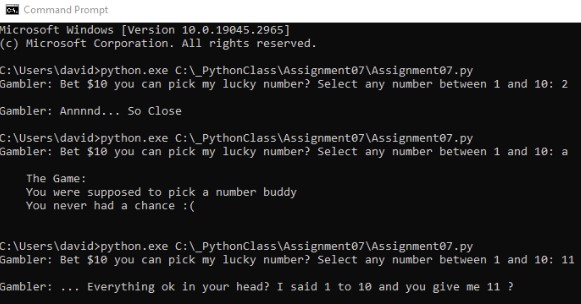 Command Prompt
Microsoft Windows [Version 10.0.19045.2965]
(c) Microsoft Corporation. All rights reserved.
C:\Users\david>python.exe C:\_PythonClass\Assignment07\Assignment07.py
Gambler: Bet $10 you can pick my lucky number? Select any number between 1 and 10: 2
Gambler: Annnnd... So Close
C:\Users\david>python.exe C:\_PythonClass\Assignment07\Assignment07.py
Gambler: Bet $10 you can pick my lucky number? Select any number between 1 and 10: a
The Game:
You were supposed to pick a number buddy
You never had a chance :(
C:\Users\david>python.exe C:\_PythonClass\Assignment07\Assignment07.py
Gambler: Bet $10 you can pick my lucky number? Select any number between 1 and 10: 11
Gambler: ... Everything ok in your head? I said 1 to 10 and you give me 11 ?